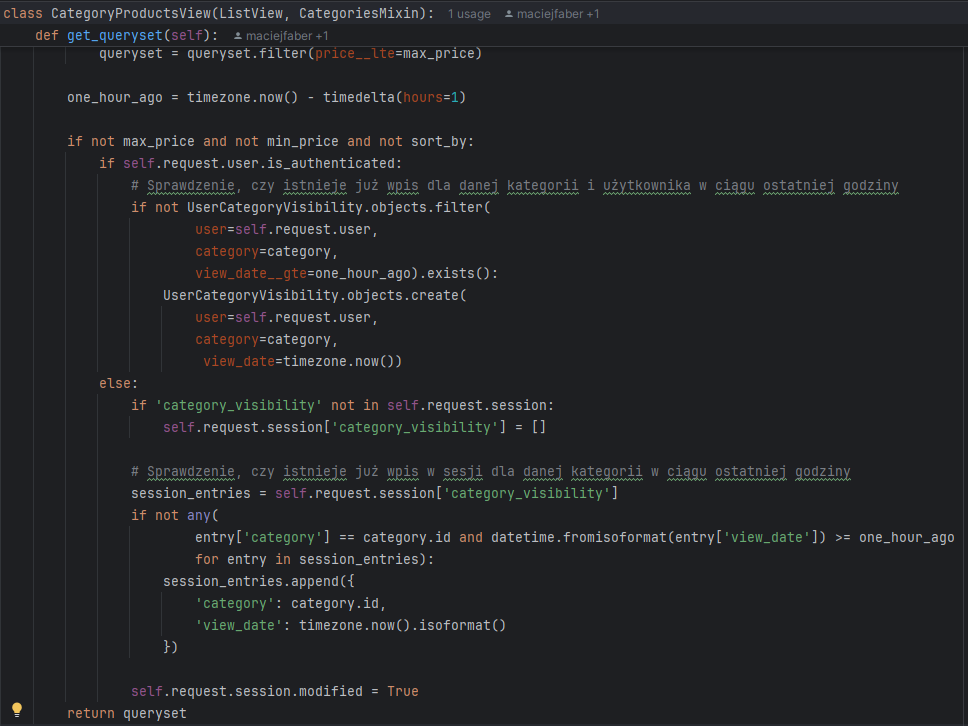 class CategoryProductsView(ListView, CategoriesMixin): 1 usage maciejfaber +1
def get_queryset(self): maciejfaber +1
queryset = queryset.filter(price__lte=max_price)
one_hour_ago = timezone.now() - timedelta(hours=1)
if not max_price and not min_price and not sort_by:
if self.request.user.is_authenticated:
# Sprawdzenie, czy istnieje już wpis dla danej kategorii i użytkownika w ciągu ostatniej godziny
if not UserCategoryVisibility.objects.filter(
user=self.request.user,
category=category,
view_date__gte=one_hour_ago).exists():
UserCategoryVisibility.objects.create(
user=self.request.user,
category=category,
view_date=timezone.now())
else:
if 'category_visibility' not in self.request.session:
self.request.session['category_visibility'] = []
# Sprawdzenie, czy istnieje już wpis w sesji dla danej kategorii w ciągu ostatniej godziny
session_entries = self.request.session['category_visibility']
if not any(
entry['category'] == category.id and datetime.fromisoformat(entry['view_date']) >= one_hour_ago
for entry in session_entries):
session_entries.append({
'category': category.id,
'view_date': timezone.now().isoformat()
})
self.request.session.modified = True
return queryset